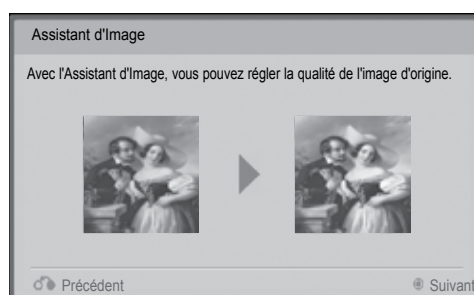 Assistant d'Image
Avec l'Assistant d'Image, vous pouvez régler la qualité de l'image d'origine.
Précédent
Suivant